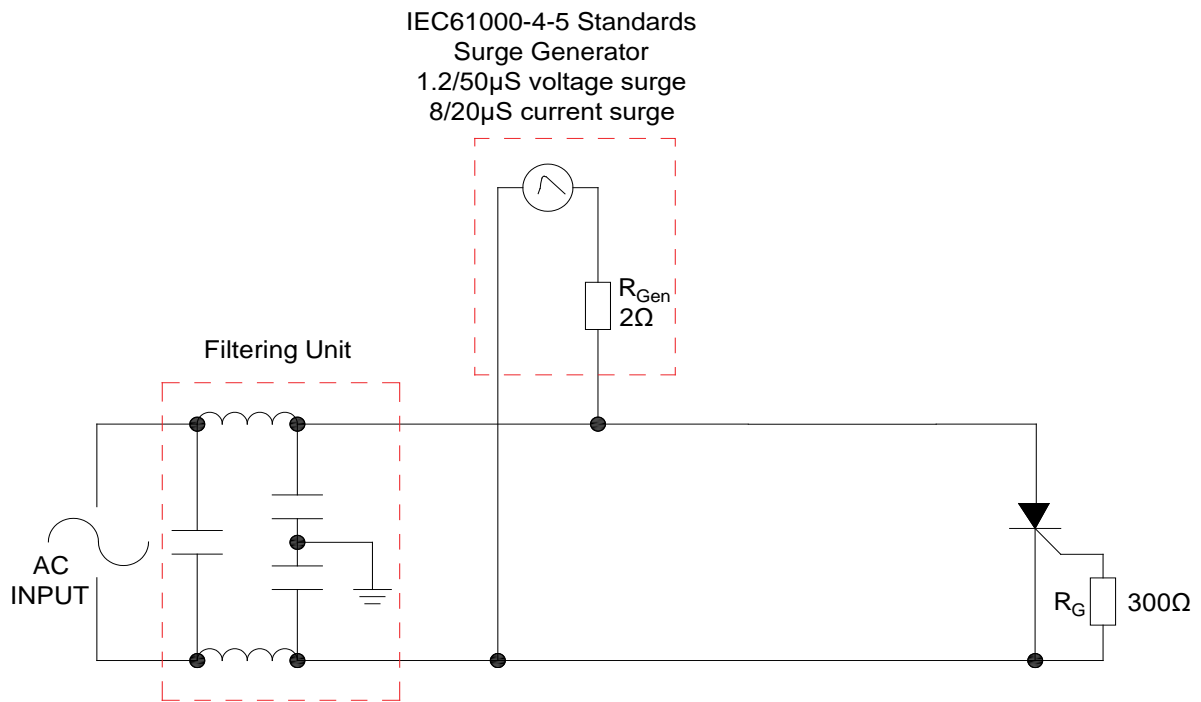 IEC61000-4-5 Standards
Surge Generator
1.2/50μS voltage surge
8/20μS current surge
RGen
2Ω
Filtering Unit
AC
INPUT
RG 300Ω